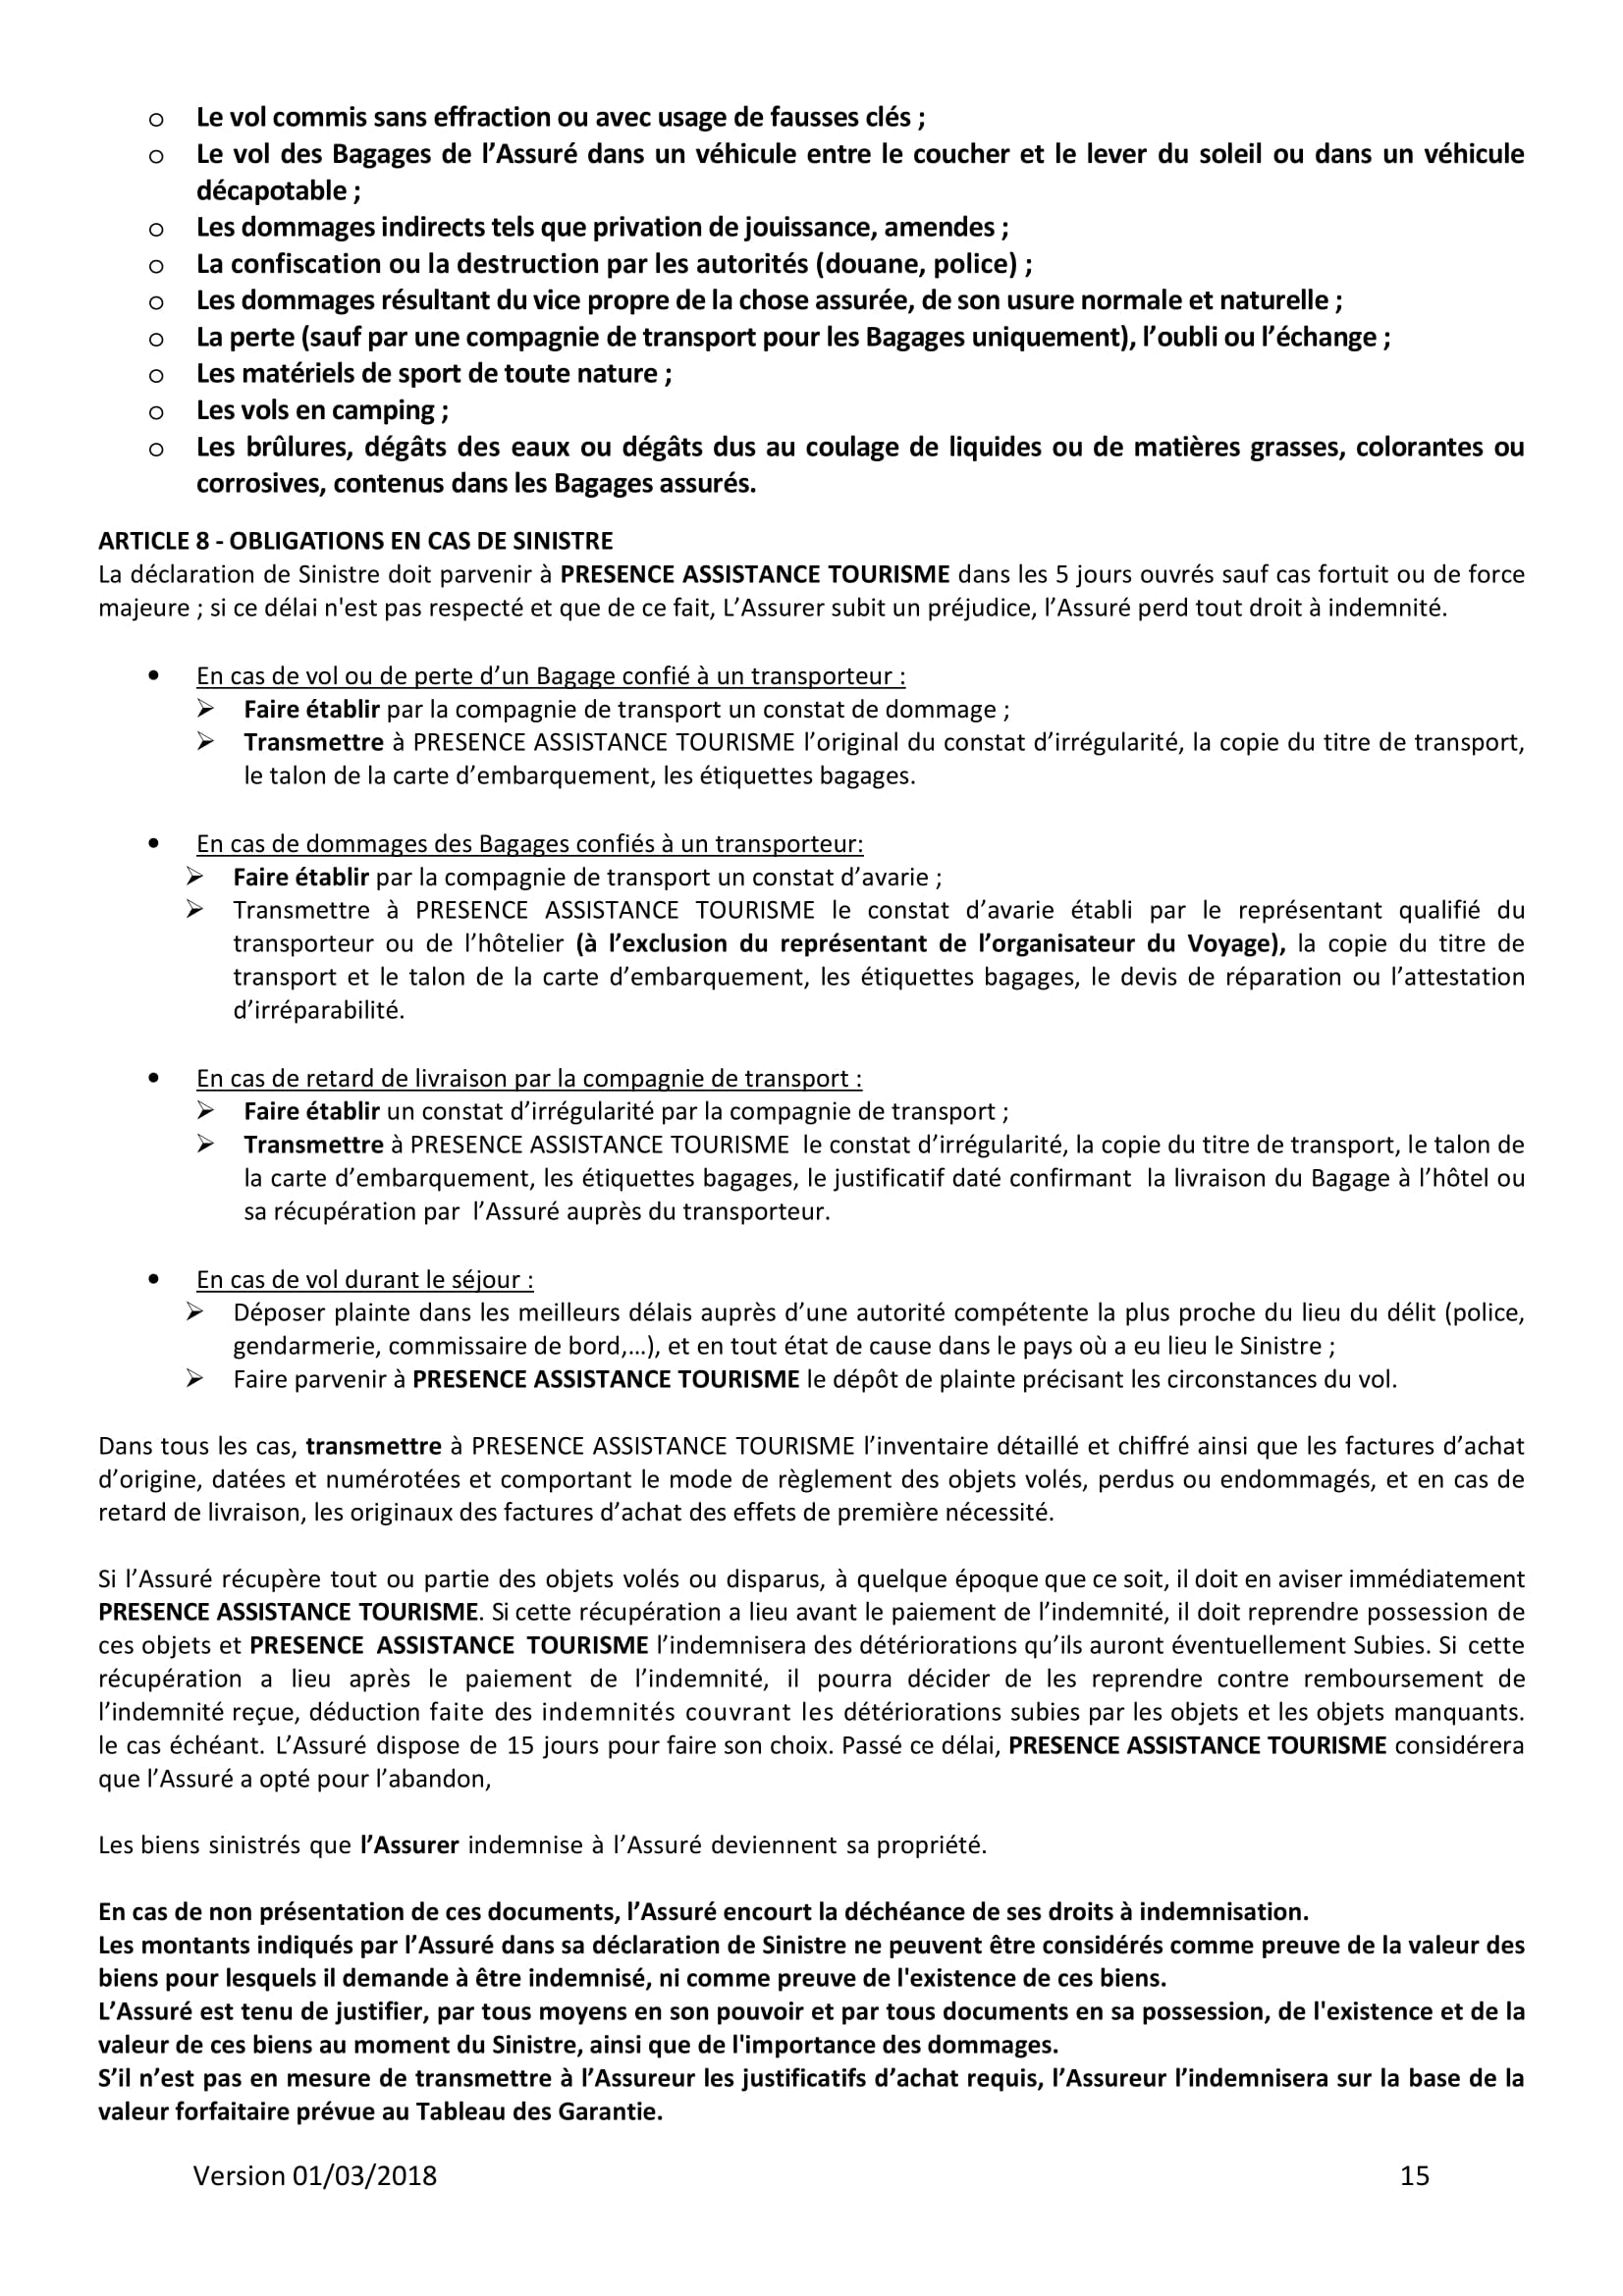 o Le vol commis sans effraction ou avec usage de fausses clés ;
o Le vol des Bagages de l’Assuré dans un véhicule entre le coucher et le lever du soleil ou dans un véhicule
décapotable ;
o Les dommages indirects tels que privation de jouissance, amendes ;
o La confiscation ou la destruction par les autorités (douane, police) ;
o Les dommages résultant du vice propre de la chose assurée, de son usure normale et naturelle ;
o La perte (sauf par une compagnie de transport pour les Bagages uniquement), l’oubli ou l’échange ;
o Les matériels de sport de toute nature ;
o Les vols en camping ;
o Les brûlures, dégâts des eaux ou dégâts dus au coulage de liquides ou de matières grasses, colorantes ou
corrosives, contenus dans les Bagages assurés.
ARTICLE 8 - OBLIGATIONS EN CAS DE SINISTRE
La déclaration de Sinistre doit parvenir à PRESENCE ASSISTANCE TOURISME dans les 5 jours ouvrés sauf cas fortuit ou de force
majeure ; si ce délai n'est pas respecté et que de ce fait, L’Assurer subit un préjudice, l’Assuré perd tout droit à indemnité.
• En cas de vol ou de perte d’un Bagage confié à un transporteur :
➢ Faire établir par la compagnie de transport un constat de dommage ;
➢ Transmettre à PRESENCE ASSISTANCE TOURISME l’original du constat d’irrégularité, la copie du titre de transport,
le talon de la carte d’embarquement, les étiquettes bagages.
• En cas de dommages des Bagages confiés à un transporteur:
➢ Faire établir par la compagnie de transport un constat d’avarie ;
➢ Transmettre à PRESENCE ASSISTANCE TOURISME le constat d’avarie établi par le représentant qualifié du
transporteur ou de l’hôtelier (à l’exclusion du représentant de l’organisateur du Voyage), la copie du titre de
transport et le talon de la carte d’embarquement, les étiquettes bagages, le devis de réparation ou l’attestation
d’irréparabilité.
• En cas de retard de livraison par la compagnie de transport :
➢ Faire établir un constat d’irrégularité par la compagnie de transport ;
➢ Transmettre à PRESENCE ASSISTANCE TOURISME le constat d’irrégularité, la copie du titre de transport, le talon de
la carte d’embarquement, les étiquettes bagages, le justificatif daté confirmant la livraison du Bagage à l’hôtel ou
sa récupération par l’Assuré auprès du transporteur.
• En cas de vol durant le séjour :
➢ Déposer plainte dans les meilleurs délais auprès d’une autorité compétente la plus proche du lieu du délit (police,
gendarmerie, commissaire de bord,…), et en tout état de cause dans le pays où a eu lieu le Sinistre ;
➢ Faire parvenir à PRESENCE ASSISTANCE TOURISME le dépôt de plainte précisant les circonstances du vol.
Dans tous les cas, transmettre à PRESENCE ASSISTANCE TOURISME l’inventaire détaillé et chiffré ainsi que les factures d’achat
d’origine, datées et numérotées et comportant le mode de règlement des objets volés, perdus ou endommagés, et en cas de
retard de livraison, les originaux des factures d’achat des effets de première nécessité.
Si l’Assuré récupère tout ou partie des objets volés ou disparus, à quelque époque que ce soit, il doit en aviser immédiatement
PRESENCE ASSISTANCE TOURISME. Si cette récupération a lieu avant le paiement de l’indemnité, il doit reprendre possession de
ces objets et PRESENCE ASSISTANCE TOURISME l’indemnisera des détériorations qu’ils auront éventuellement Subies. Si cette
récupération a lieu après le paiement de l’indemnité, il pourra décider de les reprendre contre remboursement de
l’indemnité reçue, déduction faite des indemnités couvrant les détériorations subies par les objets et les objets manquants.
le cas échéant. L’Assuré dispose de 15 jours pour faire son choix. Passé ce délai, PRESENCE ASSISTANCE TOURISME considérera
que l’Assuré a opté pour l’abandon,
Les biens sinistrés que l’Assurer indemnise à l’Assuré deviennent sa propriété.
En cas de non présentation de ces documents, l’Assuré encourt la déchéance de ses droits à indemnisation.
Les montants indiqués par l’Assuré dans sa déclaration de Sinistre ne peuvent être considérés comme preuve de la valeur des
biens pour lesquels il demande à être indemnisé, ni comme preuve de l'existence de ces biens.
L’Assuré est tenu de justifier, par tous moyens en son pouvoir et par tous documents en sa possession, de l'existence et de la
valeur de ces biens au moment du Sinistre, ainsi que de l'importance des dommages.
S’il n’est pas en mesure de transmettre à l’Assureur les justificatifs d’achat requis, l’Assureur l’indemnisera sur la base de la
valeur forfaitaire prévue au Tableau des Garantie.
Version 01/03/2018 15